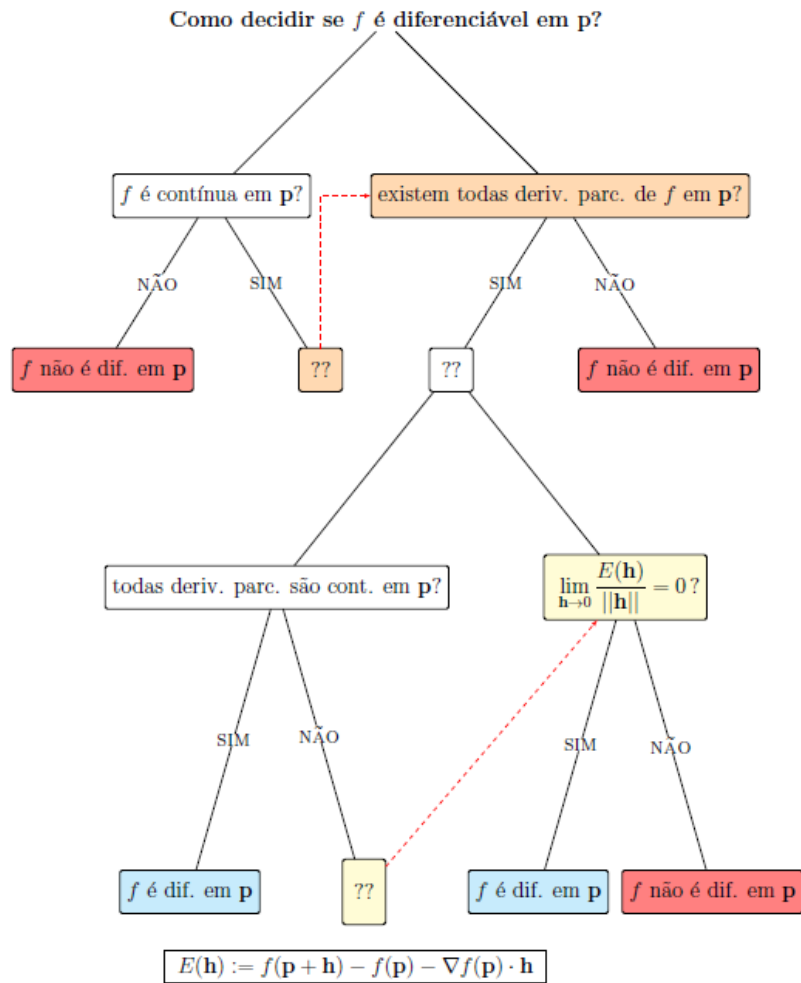 Como decidir se f é diferenciável em p?
f é contínua em p?
existem todas deriv. parc. de f em p?
NÃO
SIM
SIM
NÃO
f não é dif. em p
??
??
f não é dif. em p
todas deriv. parc. são cont. em p?
lim_{h→0} E(h)/||h|| = 0 ?
SIM
NÃO
SIM
NÃO
f é dif. em p
??
f é dif. em p
f não é dif. em p
E(h) := f(p + h) − f(p) − ∇f(p) · h